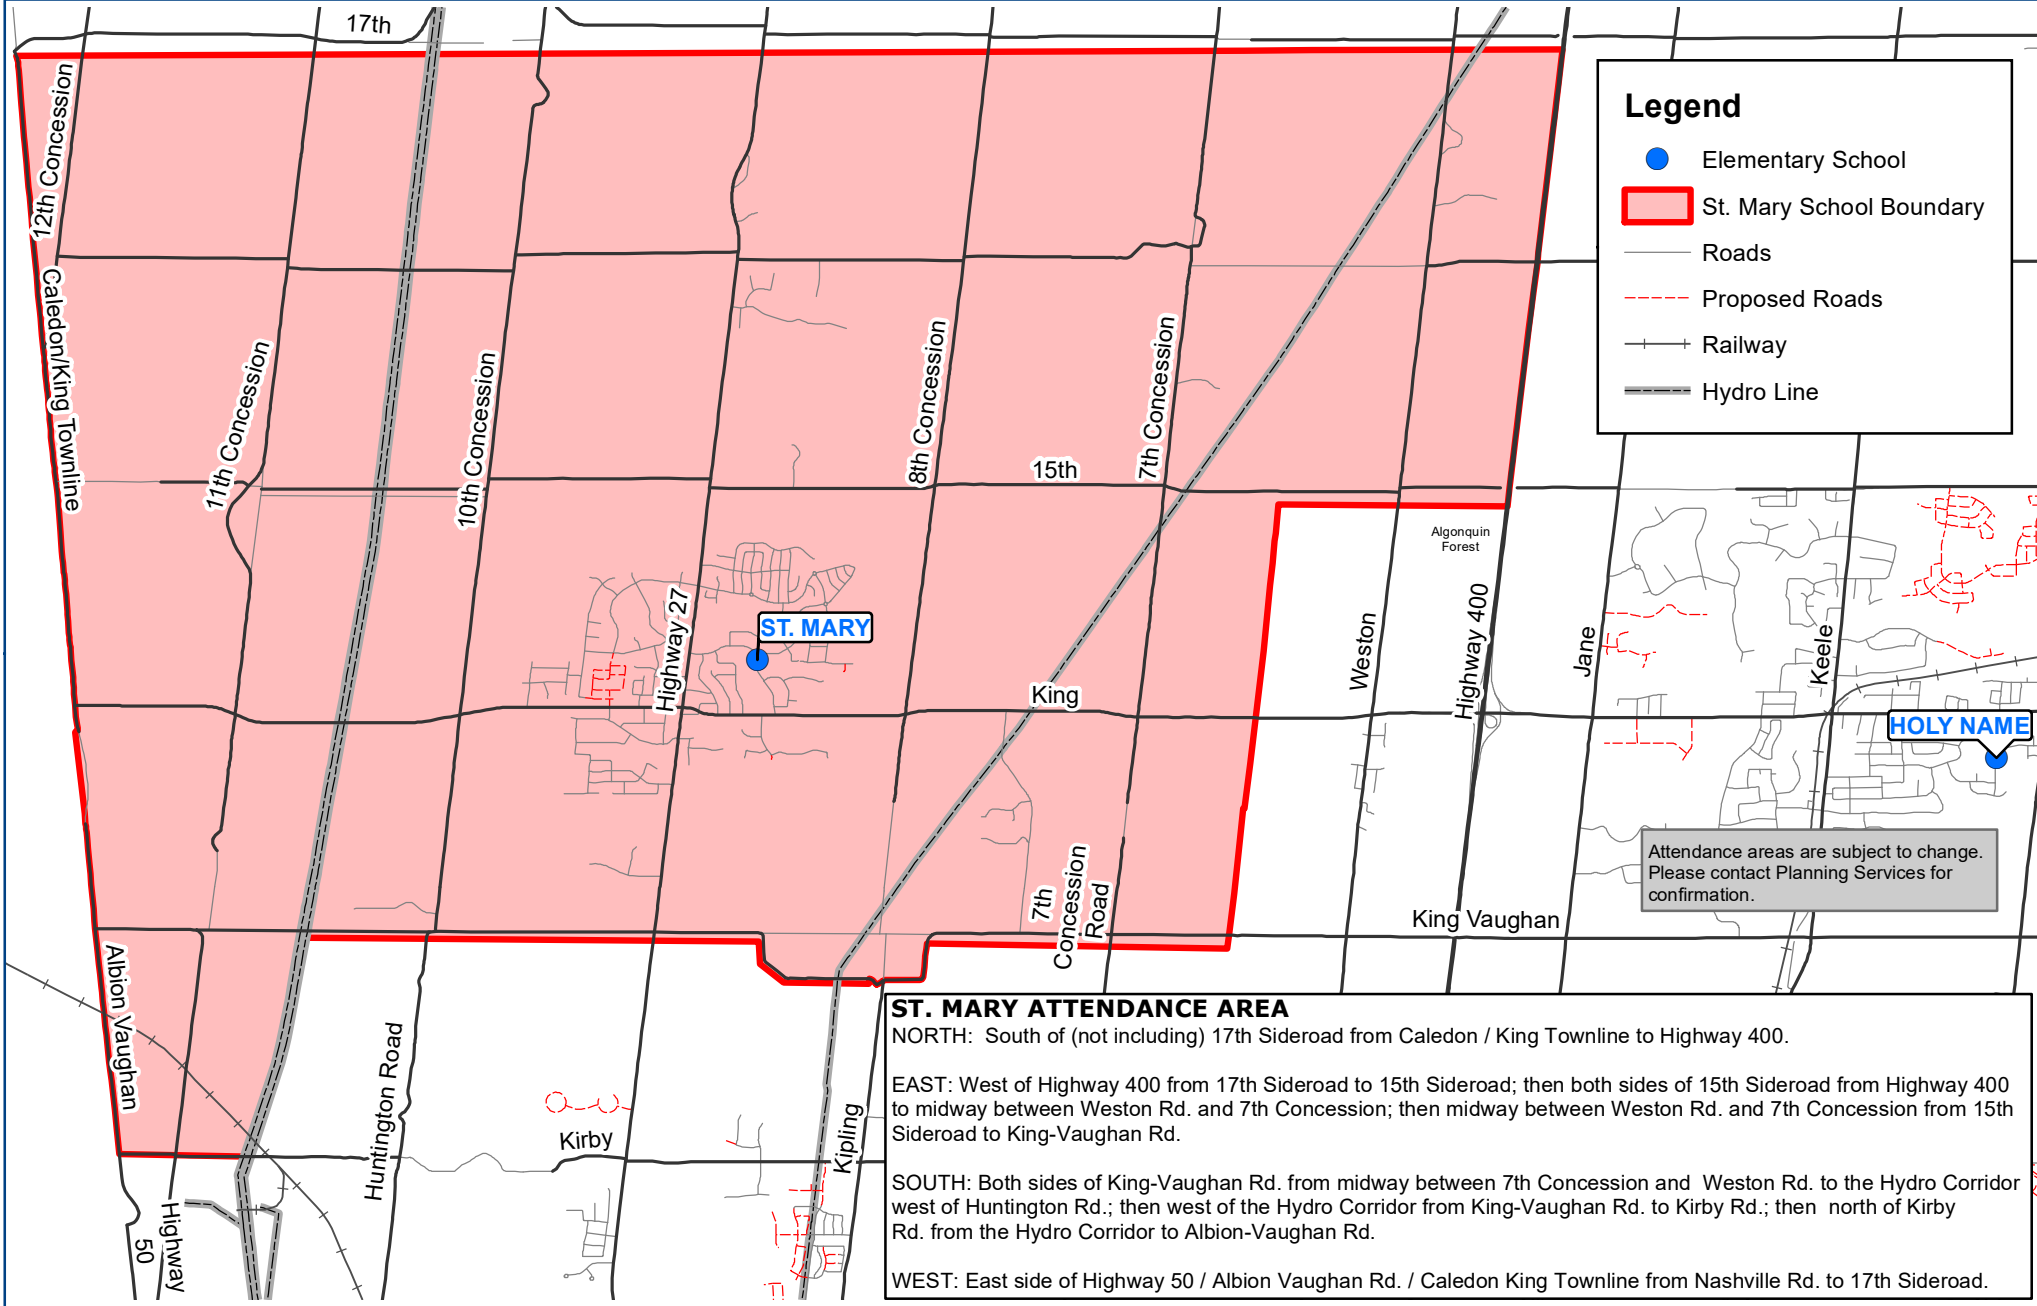 17th
12th Concession
Caledon/King Townline
11th Concession
10th Concession
8th Concession
7th Concession
15th
Highway 27
ST. MARY
King
Algonquin
Forest
Weston
Highway 400
Jane
Keele
HOLY NAME
7th
Concession
Road
King Vaughan
Albion Vaughan
Huntington Road
Kirby
Kipling
Highway
50
Legend
Elementary School
St. Mary School Boundary
Roads
Proposed Roads
Railway
Hydro Line
Attendance areas are subject to change.
Please contact Planning Services for
confirmation.
ST. MARY ATTENDANCE AREA
NORTH: South of (not including) 17th Sideroad from Caledon / King Townline to Highway 400.
EAST: West of Highway 400 from 17th Sideroad to 15th Sideroad; then both sides of 15th Sideroad from Highway 400
to midway between Weston Rd. and 7th Concession; then midway between Weston Rd. and 7th Concession from 15th
Sideroad to King-Vaughan Rd.
SOUTH: Both sides of King-Vaughan Rd. from midway between 7th Concession and Weston Rd. to the Hydro Corridor
west of Huntington Rd.; then west of the Hydro Corridor from King-Vaughan Rd. to Kirby Rd.; then north of Kirby
Rd. from the Hydro Corridor to Albion-Vaughan Rd.
WEST: East side of Highway 50 / Albion Vaughan Rd. / Caledon King Townline from Nashville Rd. to 17th Sideroad.